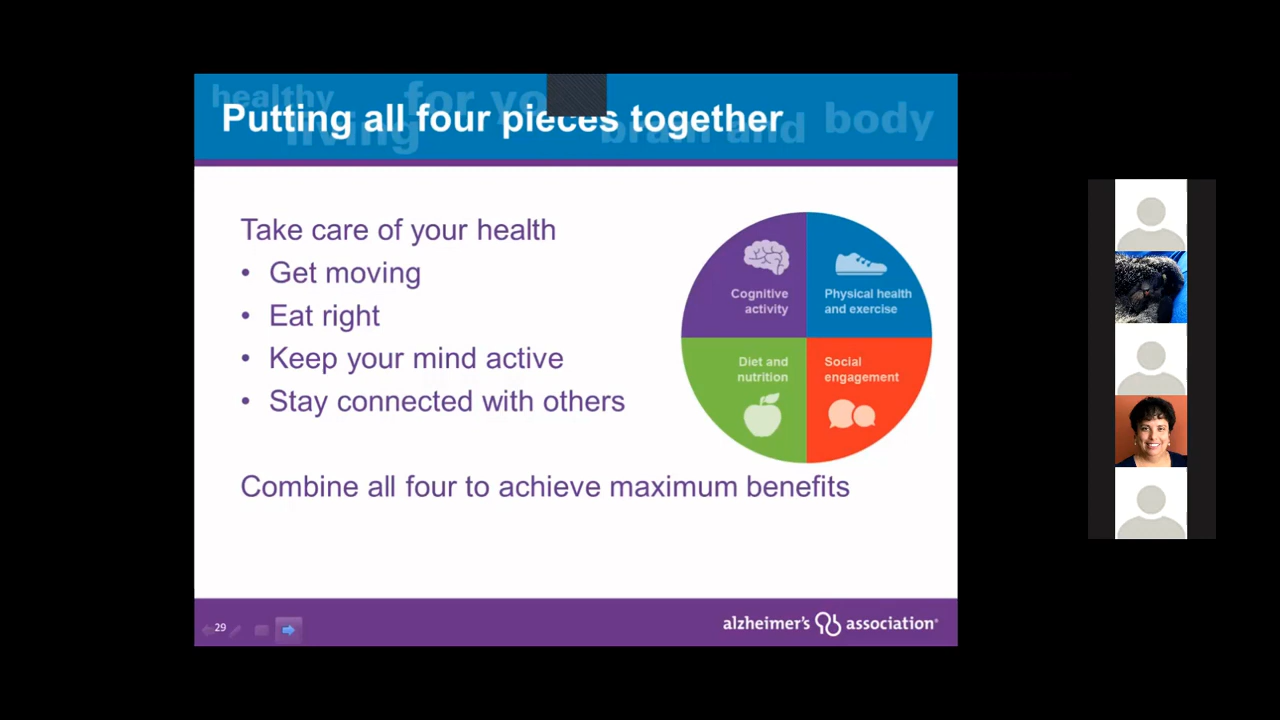 healthy
living
for yo
brain and
body
Putting all four pieces together
Take care of your health
• Get moving
• Eat right
• Keep your mind active
• Stay connected with others
Cognitive
activity
Physical health
and exercise
Diet and
nutrition
Social
engagement
Combine all four to achieve maximum benefits
29
alzheimer's association®